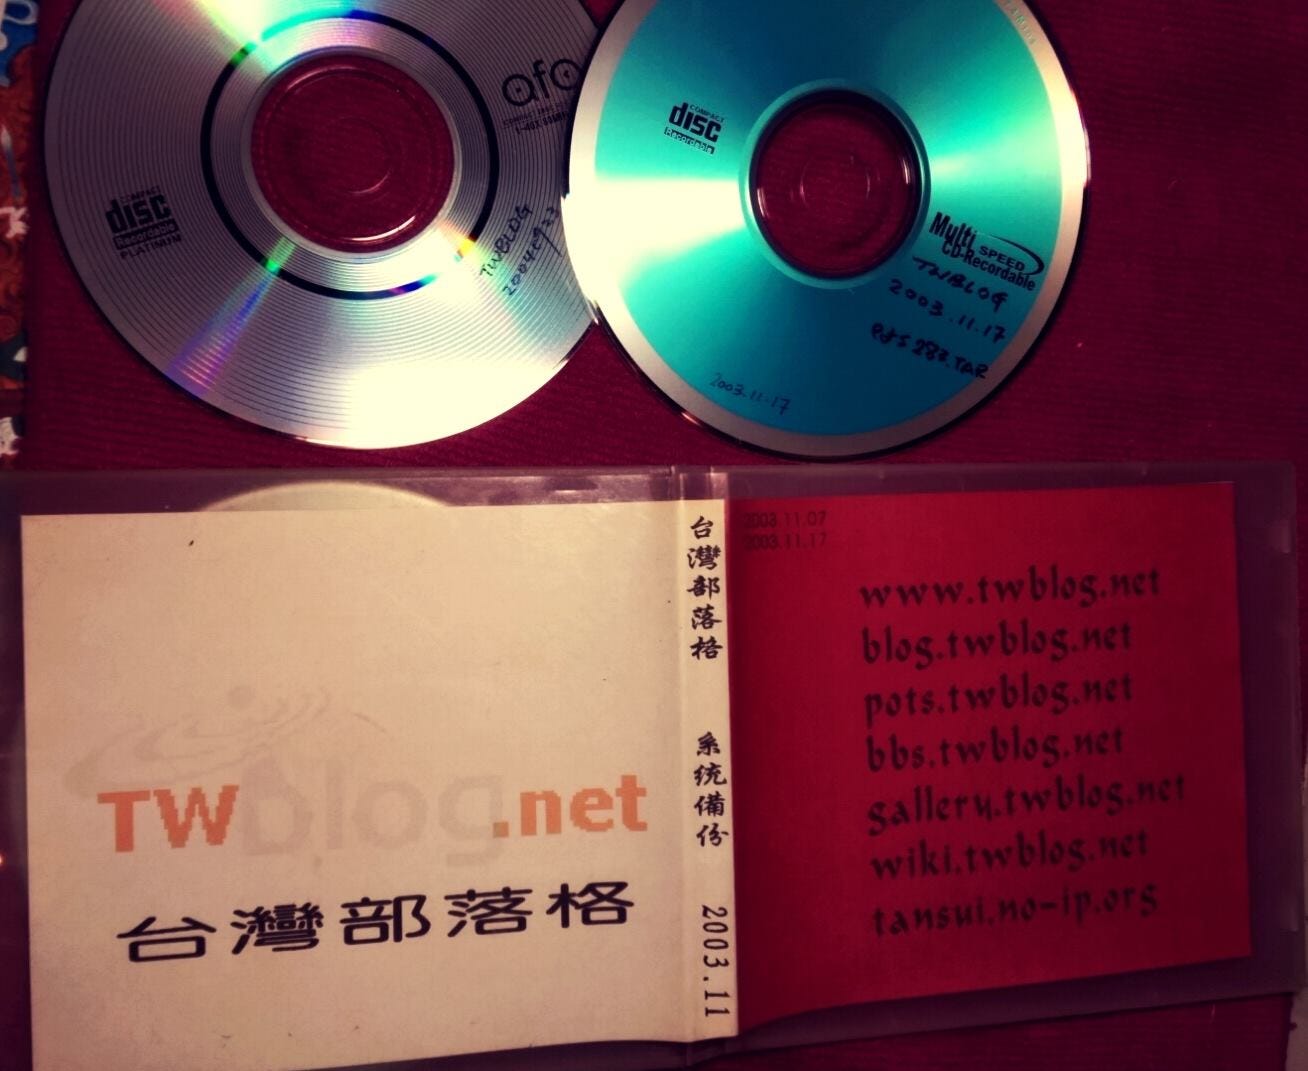 afa
COMPACT
disc
Recordable
PLATINUM
TWBLOG
20040923
COMPACT
disc
Recordable
Multi SPEED
CD-Recordable
TWBLOG
2003.11.17
2003.11.17
TWblog.net
台灣部落格
台灣部落格 系統備份 2003.11
2003.11.07
2003.11.17
www.twblog.net
blog.twblog.net
pots.twblog.net
bbs.twblog.net
gallery.twblog.net
wiki.twblog.net
tansui.no-ip.org